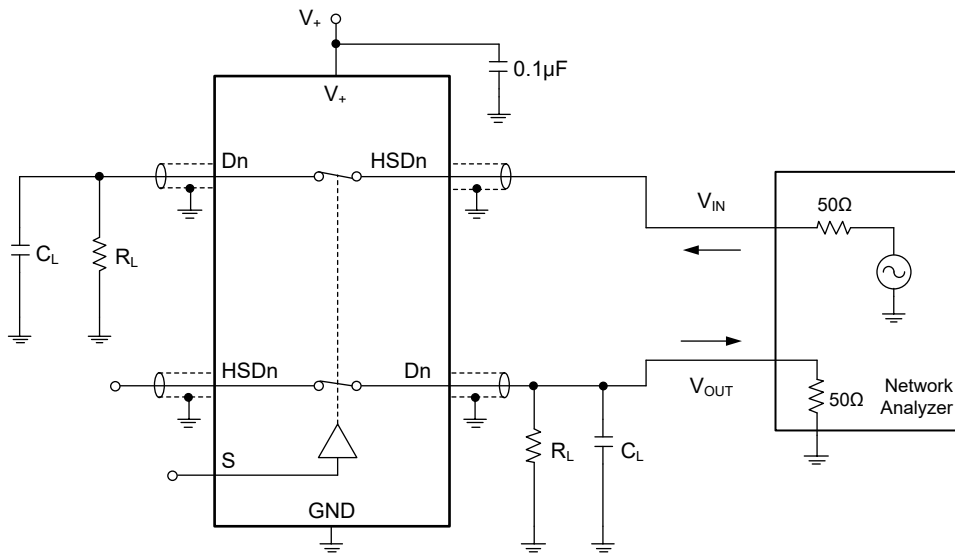 V+
0.1µF
V+
Dn
HSDn
VIN
50Ω
CL
RL
HSDn
Dn
VOUT
50Ω
Network
Analyzer
S
RL
CL
GND